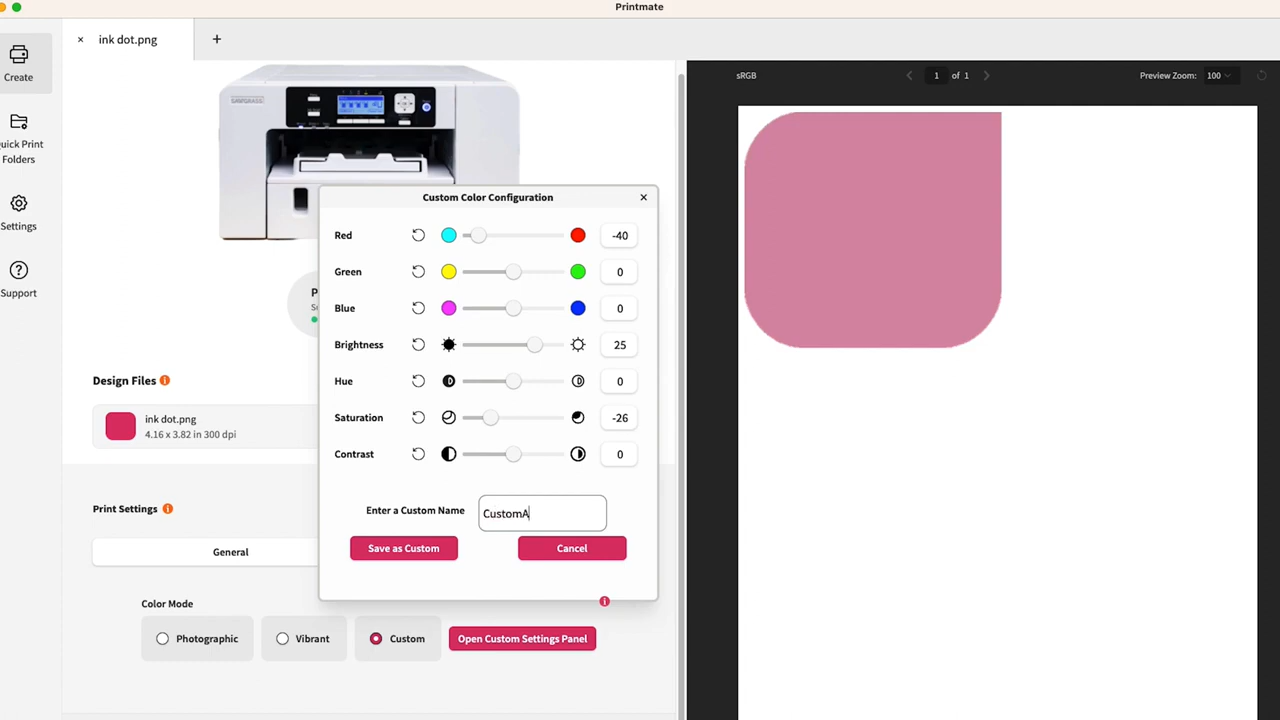 Printmate
× ink dot.png +
Create
Quick Print
Folders
Settings
Support
SAWGRASS
sRGB 1 of 1 Preview Zoom: 100
Custom Color Configuration ×
Red -40
Green 0
Blue 0
Brightness 25
Hue 0
Saturation -26
Contrast 0
Enter a Custom Name CustomA
Save as Custom Cancel
Design Files
ink dot.png
4.16 x 3.82 in 300 dpi
Print Settings
General
Color Mode
Photographic Vibrant Custom Open Custom Settings Panel